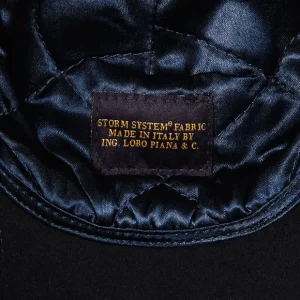 STORM SYSTEM® FABRIC
MADE IN ITALY BY
ING. LORO PIANA & C.